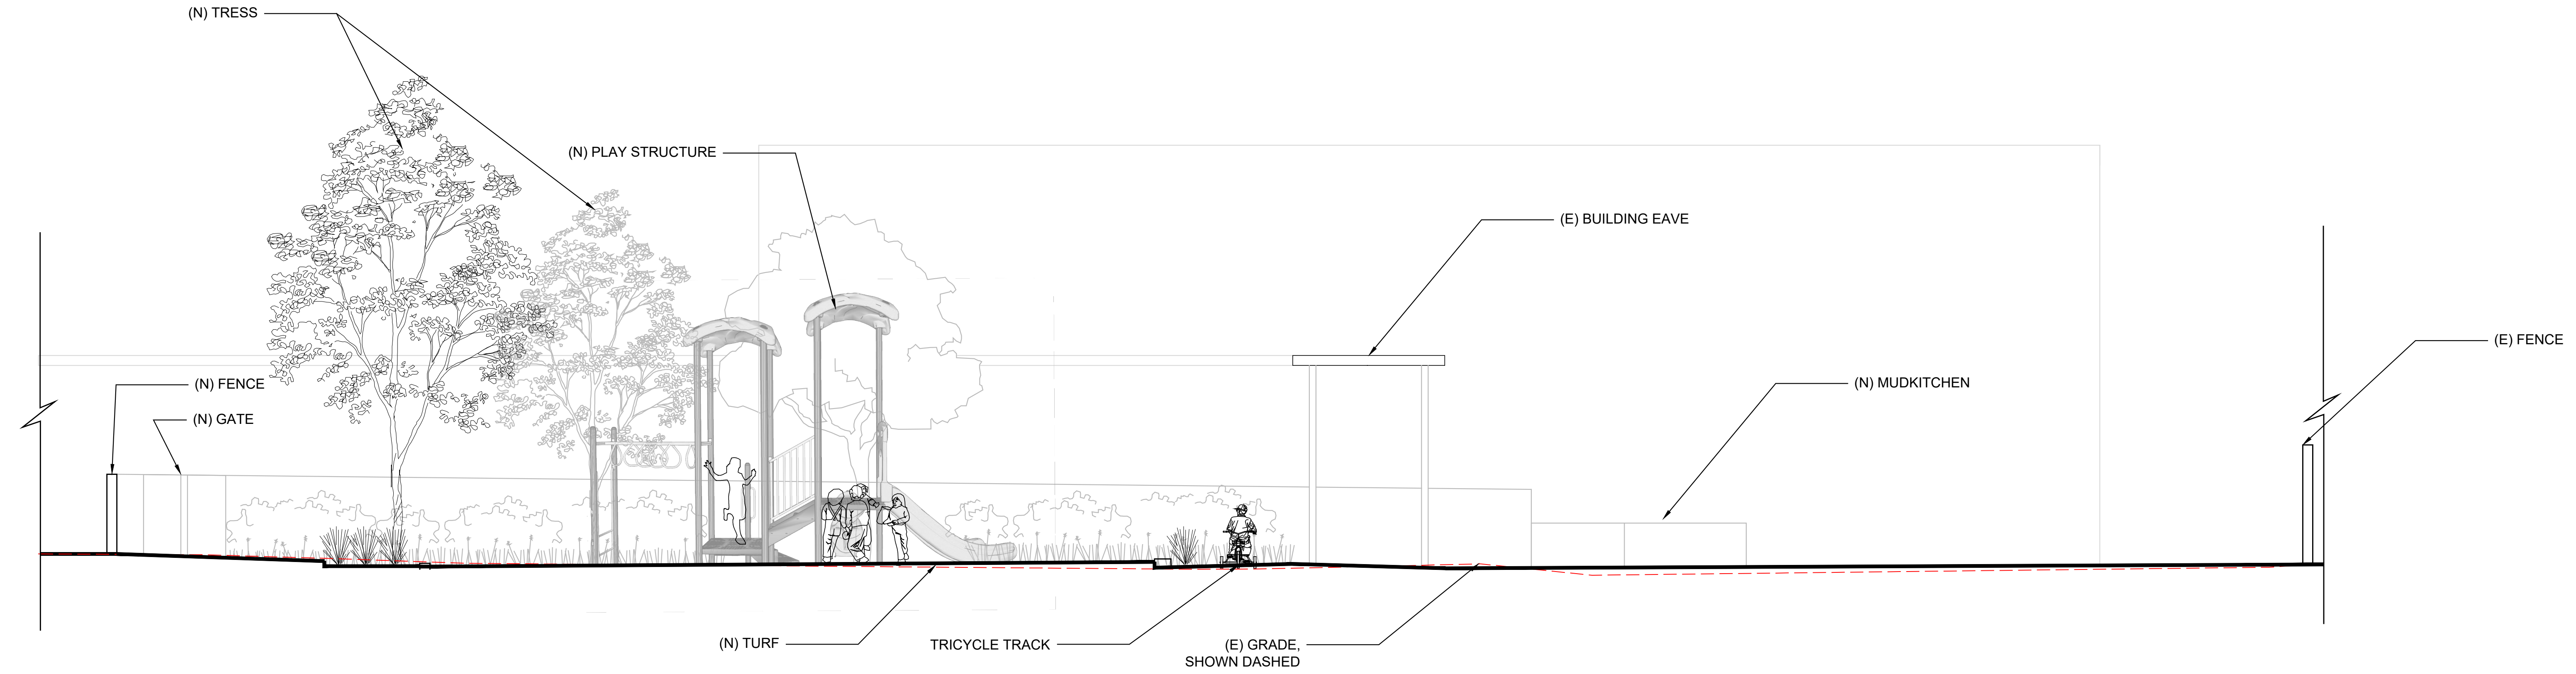 (N) TRESS
(N) PLAY STRUCTURE
(E) BUILDING EAVE
(E) FENCE
(N) FENCE
(N) MUDKITCHEN
(N) GATE
(N) TURF
TRICYCLE TRACK
(E) GRADE,
SHOWN DASHED